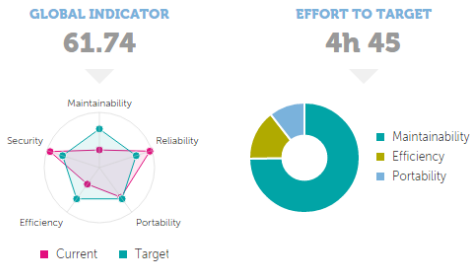 GLOBAL INDICATOR
61.74
Maintainability
Security
Reliability
Efficiency
Portability
Current
Target
EFFORT TO TARGET
4h 45
Maintainability
Efficiency
Portability